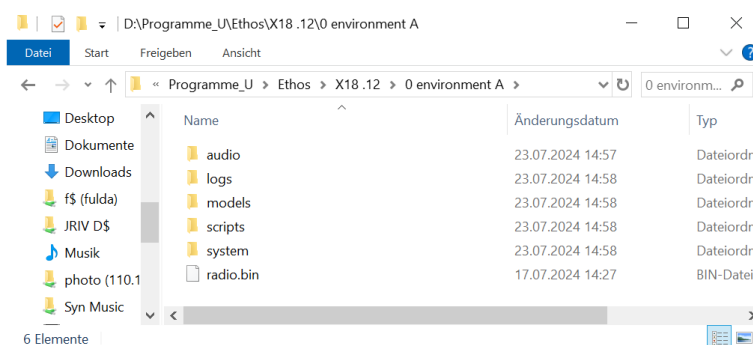 D:\Programme_U\Ethos\X18 .12\0 environment A
Datei Start Freigeben Ansicht
« Programme_U > Ethos > X18 .12 > 0 environment A > 0 environm...
Desktop
Dokumente
Downloads
f$ (fulda)
JRIV D$
Musik
photo (110.1
Syn Music
Name Änderungsdatum Typ
audio 23.07.2024 14:57 Dateiordn
logs 23.07.2024 14:58 Dateiordn
models 23.07.2024 14:58 Dateiordn
scripts 23.07.2024 14:58 Dateiordn
system 23.07.2024 14:58 Dateiordn
radio.bin 17.07.2024 14:27 BIN-Datei
6 Elemente